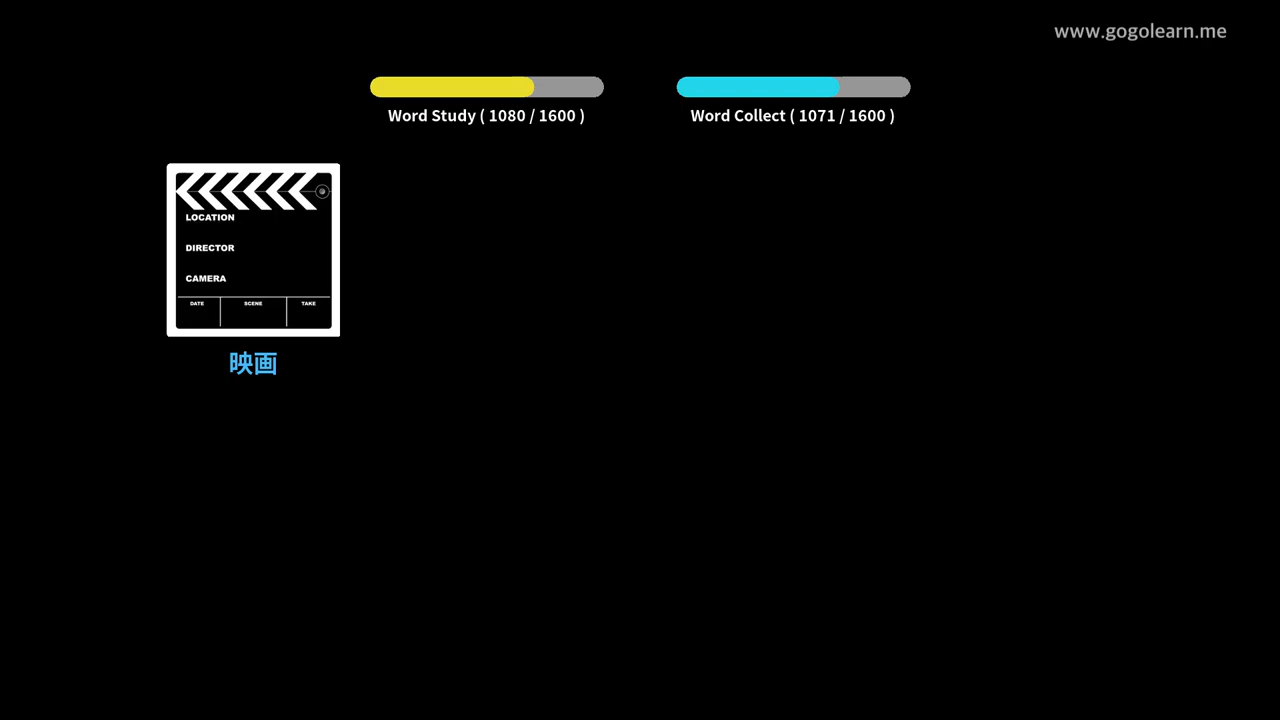 www.gogolearn.me
Word Study ( 1080 / 1600 )
Word Collect ( 1071 / 1600 )
LOCATION
DIRECTOR
CAMERA
DATE SCENE TAKE
映画